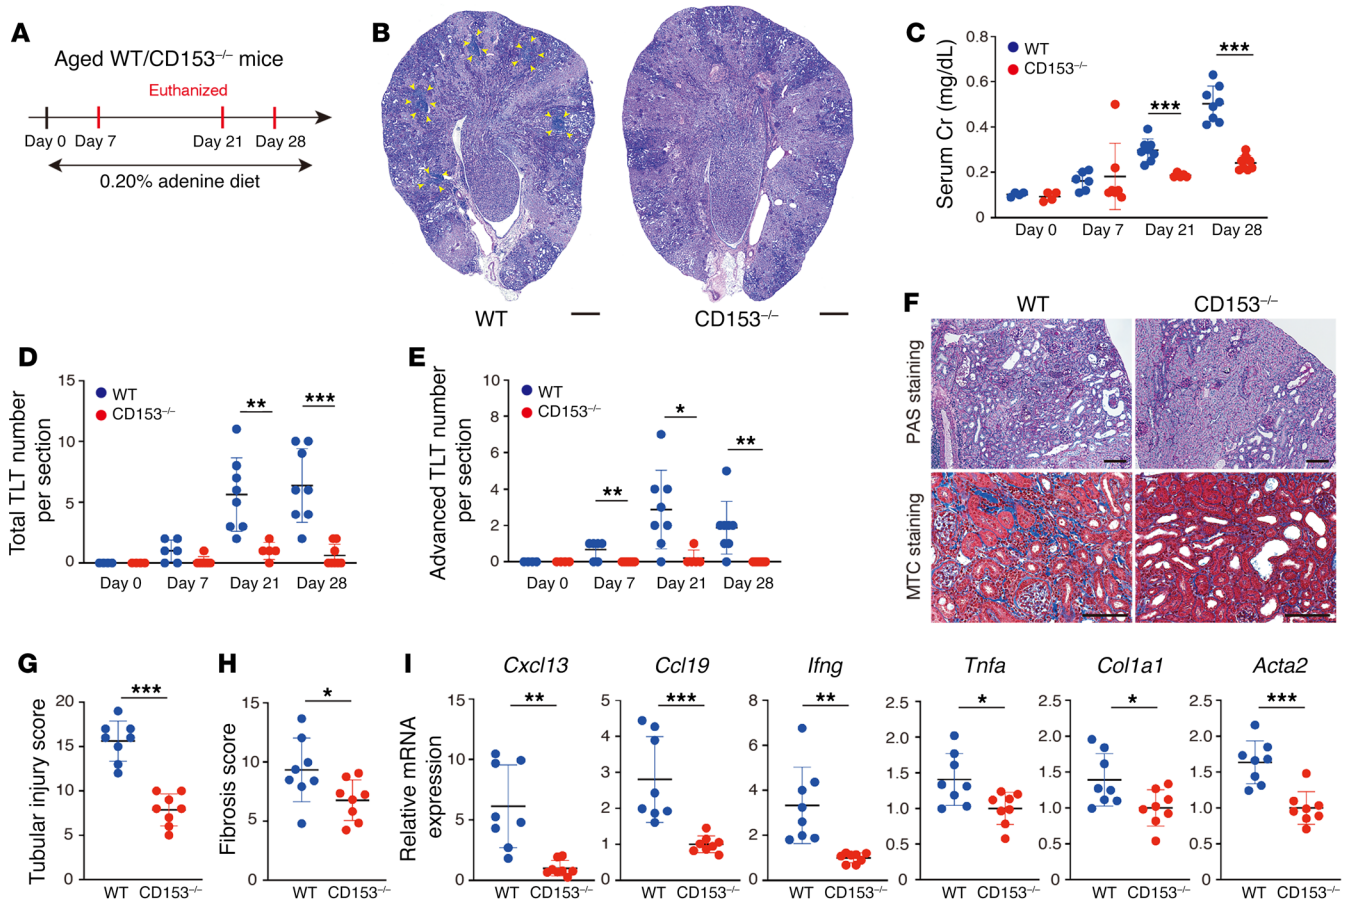 A
Aged WT/CD153–/– mice
Euthanized
Day 0 Day 7 Day 21 Day 28
0.20% adenine diet
B
WT CD153–/–
C
Serum Cr (mg/dL)
0.8
0.6
0.4
0.2
0
WT
CD153–/–
***
***
Day 0 Day 7 Day 21 Day 28
D
Total TLT number
per section
15
10
5
0
WT
CD153–/–
**
***
Day 0 Day 7 Day 21 Day 28
E
Advanced TLT number
per section
10
8
6
4
2
0
WT
CD153–/–
**
*
**
Day 0 Day 7 Day 21 Day 28
F
WT CD153–/–
PAS staining
MTC staining
G
Tubular injury score
20
15
10
5
0
***
WT CD153–/–
H
Fibrosis score
15
10
5
0
*
WT CD153–/–
I
Relative mRNA
expression
Cxcl13
15
10
5
0
**
WT CD153–/–
Ccl19
5
4
3
2
1
0
***
WT CD153–/–
Ifng
8
6
4
2
0
**
WT CD153–/–
Tnfa
2.5
2.0
1.5
1.0
0.5
0
*
WT CD153–/–
Col1a1
2.5
2.0
1.5
1.0
0.5
0
*
WT CD153–/–
Acta2
2.5
2.0
1.5
1.0
0.5
0
***
WT CD153–/–